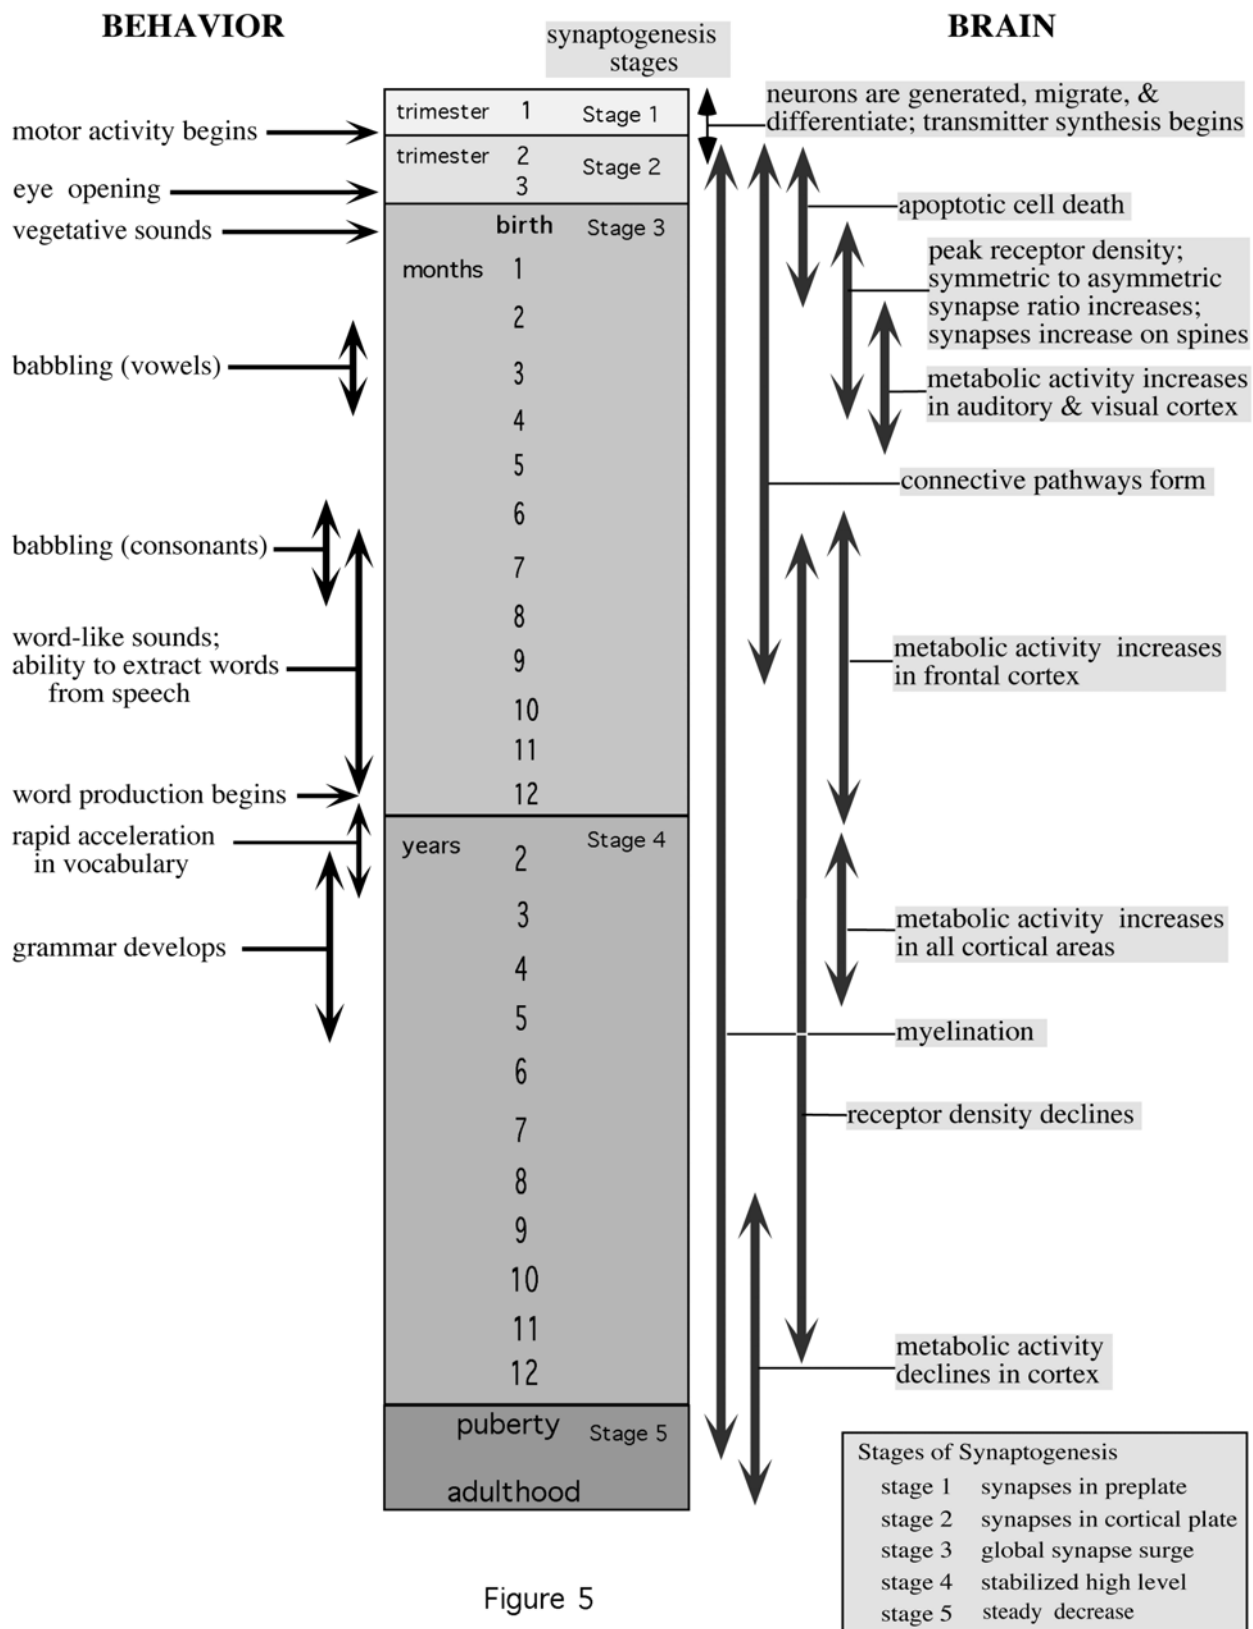 BEHAVIOR
BRAIN
synaptogenesis
stages
trimester 1 Stage 1
trimester 2 Stage 2
3
birth Stage 3
months 1
2
3
4
5
6
7
8
9
10
11
12
years 2 Stage 4
3
4
5
6
7
8
9
10
11
12
puberty Stage 5
adulthood
motor activity begins
eye opening
vegetative sounds
babbling (vowels)
babbling (consonants)
word-like sounds;
ability to extract words
from speech
word production begins
rapid acceleration
in vocabulary
grammar develops
neurons are generated, migrate, &
differentiate; transmitter synthesis begins
apoptotic cell death
peak receptor density;
symmetric to asymmetric
synapse ratio increases;
synapses increase on spines
metabolic activity increases
in auditory & visual cortex
connective pathways form
metabolic activity increases
in frontal cortex
metabolic activity increases
in all cortical areas
myelination
receptor density declines
metabolic activity
declines in cortex
Stages of Synaptogenesis
stage 1 synapses in preplate
stage 2 synapses in cortical plate
stage 3 global synapse surge
stage 4 stabilized high level
stage 5 steady decrease
Figure 5